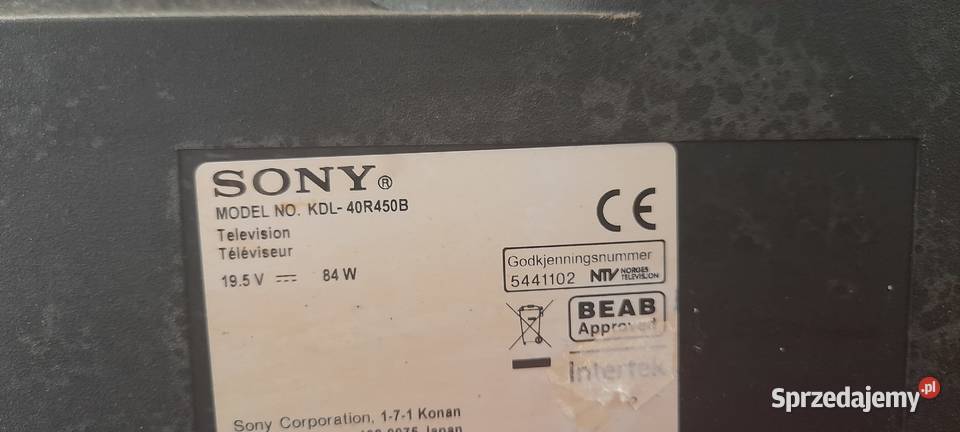 SONY®
MODEL NO. KDL-40R450B
Television
Téléviseur
19.5 V ⎓ 84 W
CE
Godkjenningsnummer
5441102 NTV NORGES TELEVISION
BEAB
Approved
Intertek
Sony Corporation, 1-7-1 Konan
Japan
Sprzedajemy.pl